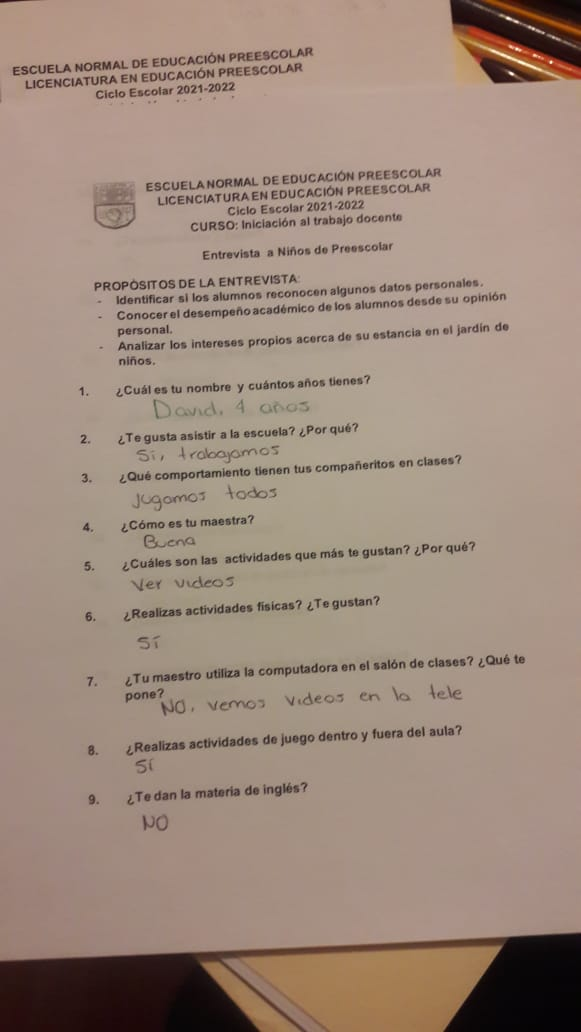 ESCUELA NORMAL DE EDUCACIÓN PREESCOLAR
LICENCIATURA EN EDUCACIÓN PREESCOLAR
Ciclo Escolar 2021-2022
ESCUELA NORMAL DE EDUCACIÓN PREESCOLAR
LICENCIATURA EN EDUCACIÓN PREESCOLAR
Ciclo Escolar 2021-2022
CURSO: Iniciación al trabajo docente
Entrevista a Niños de Preescolar
PROPÓSITOS DE LA ENTREVISTA:
- Identificar si los alumnos reconocen algunos datos personales.
- Conocer el desempeño académico de los alumnos desde su opinión
personal.
- Analizar los intereses propios acerca de su estancia en el jardín de
niños.
1. ¿Cuál es tu nombre y cuántos años tienes?
David, 4 años
2. ¿Te gusta asistir a la escuela? ¿Por qué?
Sí, trabajamos
3. ¿Qué comportamiento tienen tus compañeritos en clases?
Jugamos todos
4. ¿Cómo es tu maestra?
Buena
5. ¿Cuáles son las actividades que más te gustan? ¿Por qué?
Ver videos
6. ¿Realizas actividades físicas? ¿Te gustan?
SÍ
7. ¿Tu maestro utiliza la computadora en el salón de clases? ¿Qué te
pone?
NO, vemos videos en la tele
8. ¿Realizas actividades de juego dentro y fuera del aula?
SÍ
9. ¿Te dan la materia de inglés?
NO